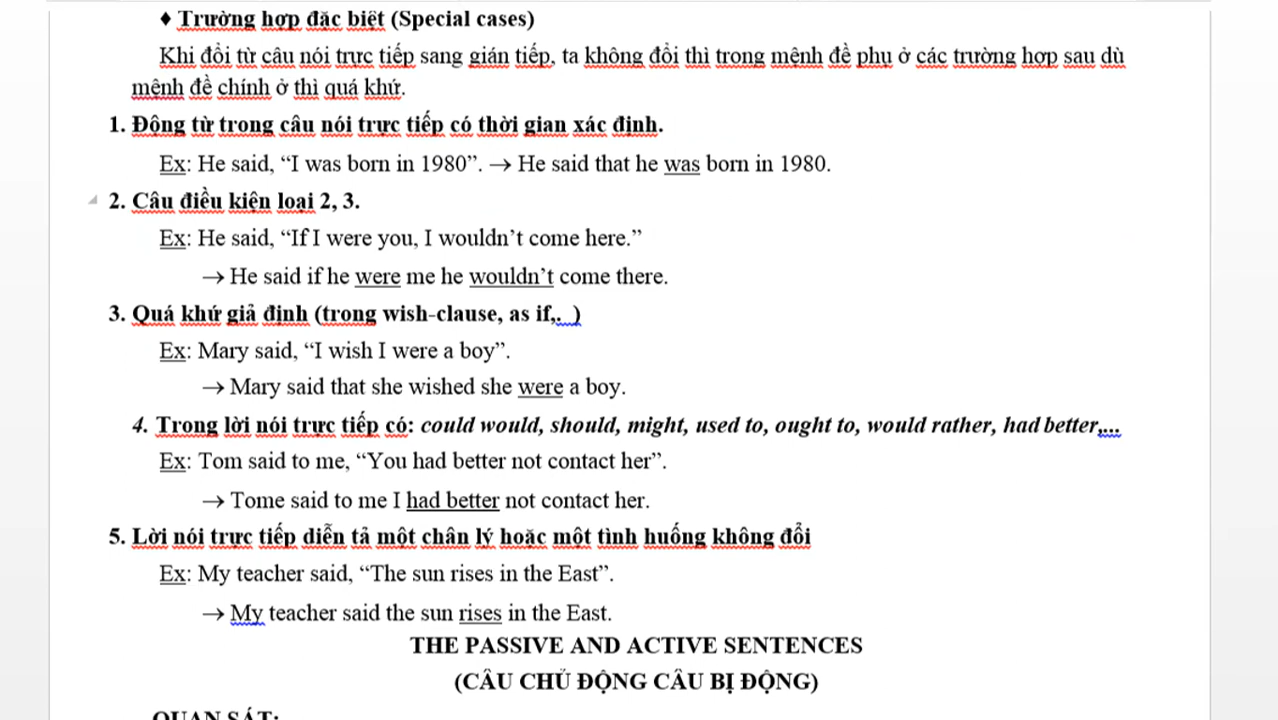 ♦ Trường hợp đặc biệt (Special cases)
Khi đổi từ câu nói trực tiếp sang gián tiếp, ta không đổi thì trong mệnh đề phụ ở các trường hợp sau dù
mệnh đề chính ở thì quá khứ.
1. Động từ trong câu nói trực tiếp có thời gian xác định.
Ex: He said, “I was born in 1980”. → He said that he was born in 1980.
2. Câu điều kiện loại 2, 3.
Ex: He said, “If I were you, I wouldn’t come here.”
→ He said if he were me he wouldn’t come there.
3. Quá khứ giả định (trong wish-clause, as if,. )
Ex: Mary said, “I wish I were a boy”.
→ Mary said that she wished she were a boy.
4. Trong lời nói trực tiếp có: could would, should, might, used to, ought to, would rather, had better,...
Ex: Tom said to me, “You had better not contact her”.
→ Tome said to me I had better not contact her.
5. Lời nói trực tiếp diễn tả một chân lý hoặc một tình huống không đổi
Ex: My teacher said, “The sun rises in the East”.
→ My teacher said the sun rises in the East.
THE PASSIVE AND ACTIVE SENTENCES
(CÂU CHỦ ĐỘNG CÂU BỊ ĐỘNG)
QUAN SÁT: